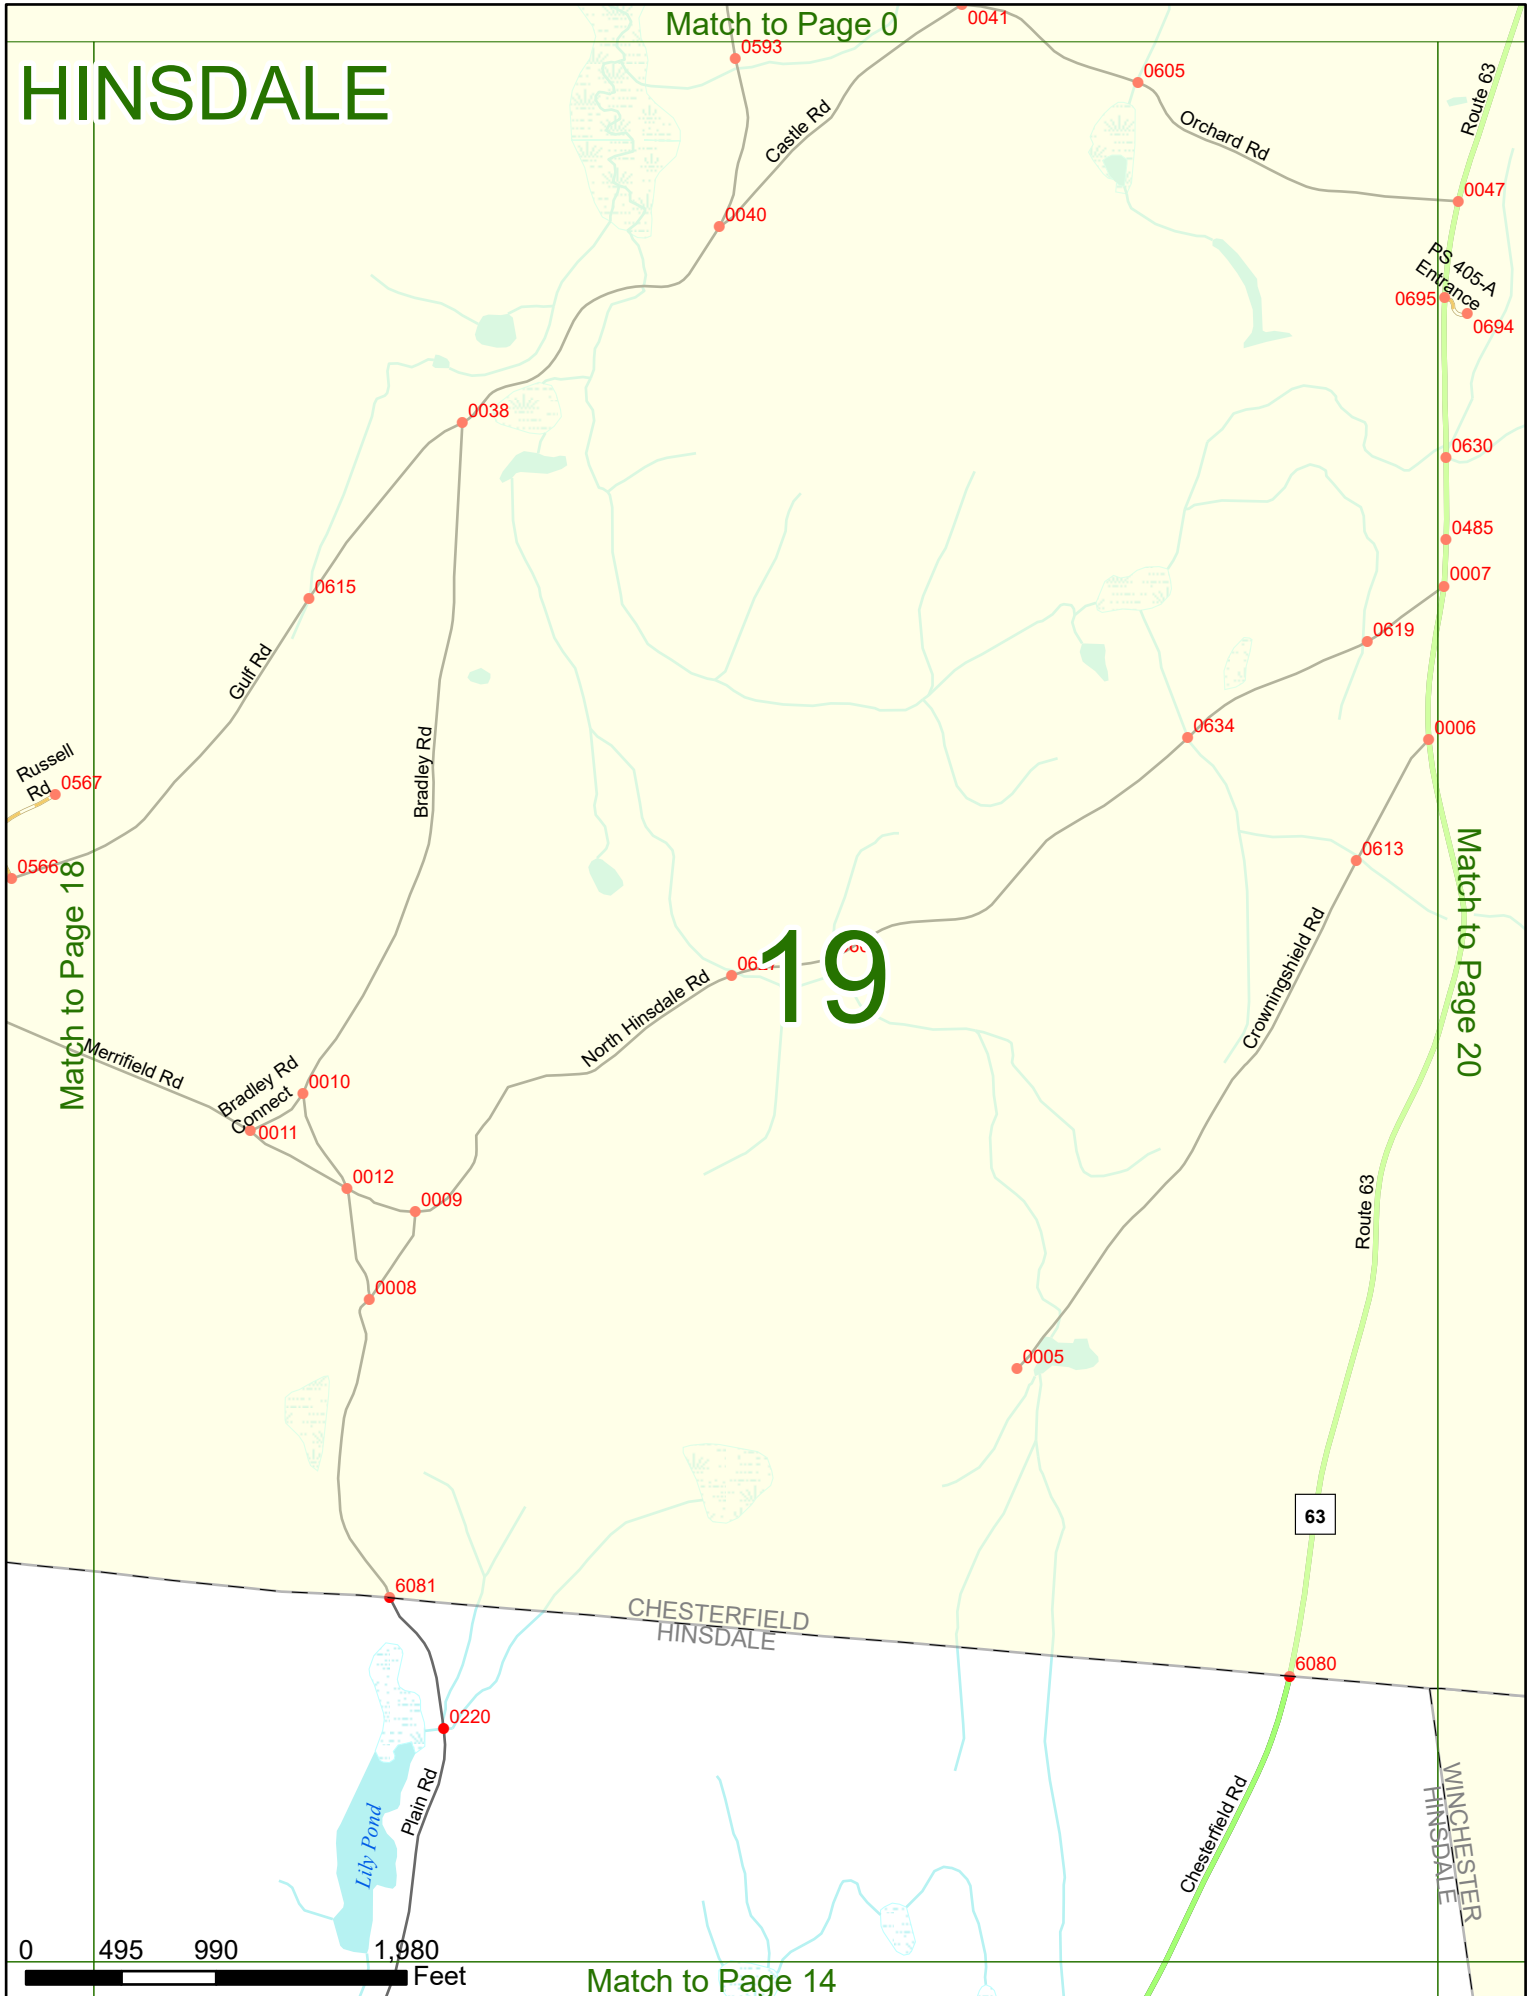 Match to Page 0
0041
0593
0605
HINSDALE
Route 63
Castle Rd
Orchard Rd
0047
0040
PS 405-A
Entrance
0695
0694
0038
0630
0485
0007
0615
0619
Gulf Rd
0634
0006
Bradley Rd
Russell
Rd
0567
0566
0613
Match to Page 18
Match to Page 20
19
North Hinsdale Rd
Crowningshield Rd
Merrifield Rd
Bradley Rd
Connect
0010
0011
0012
0009
Route 63
0008
0005
63
6081
CHESTERFIELD
HINSDALE
6080
0220
Plain Rd
Lily Pond
Chesterfield Rd
WINCHESTER
HINSDALE
0 495 990 1,980
Feet
Match to Page 14